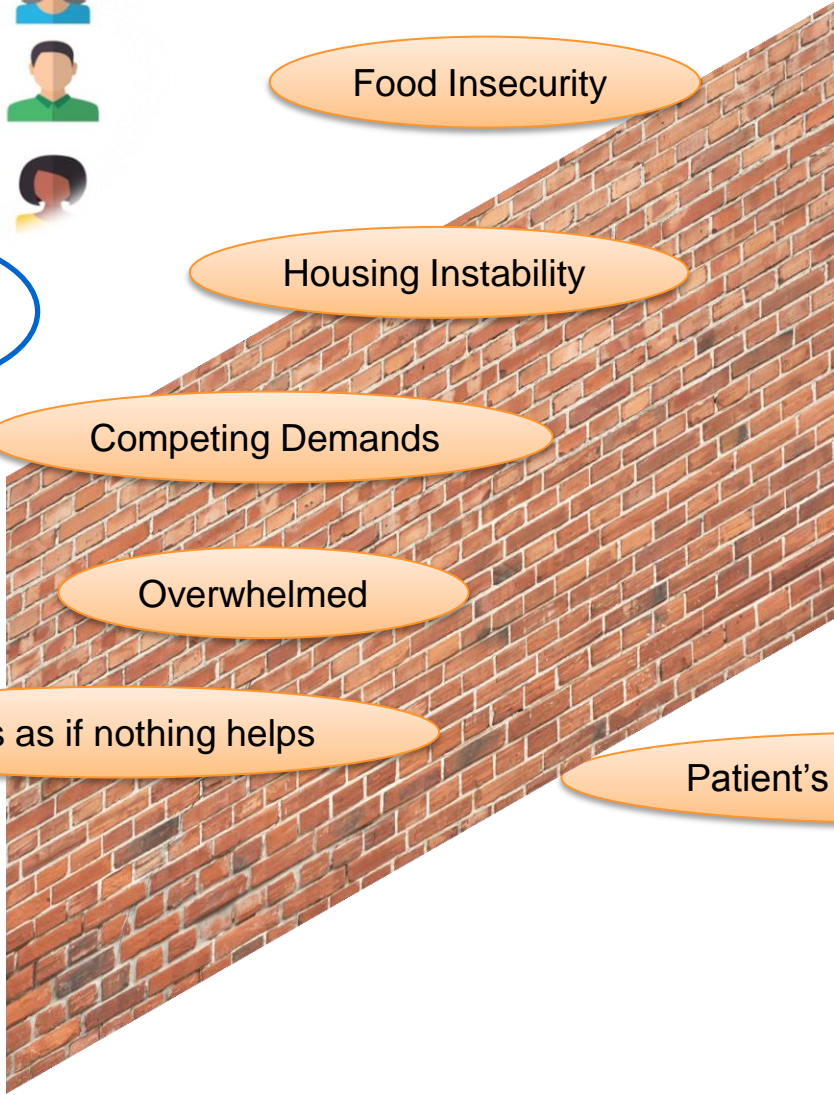 Food Insecurity
Housing Instability
Competing Demands
Overwhelmed
as if nothing helps
Patient's